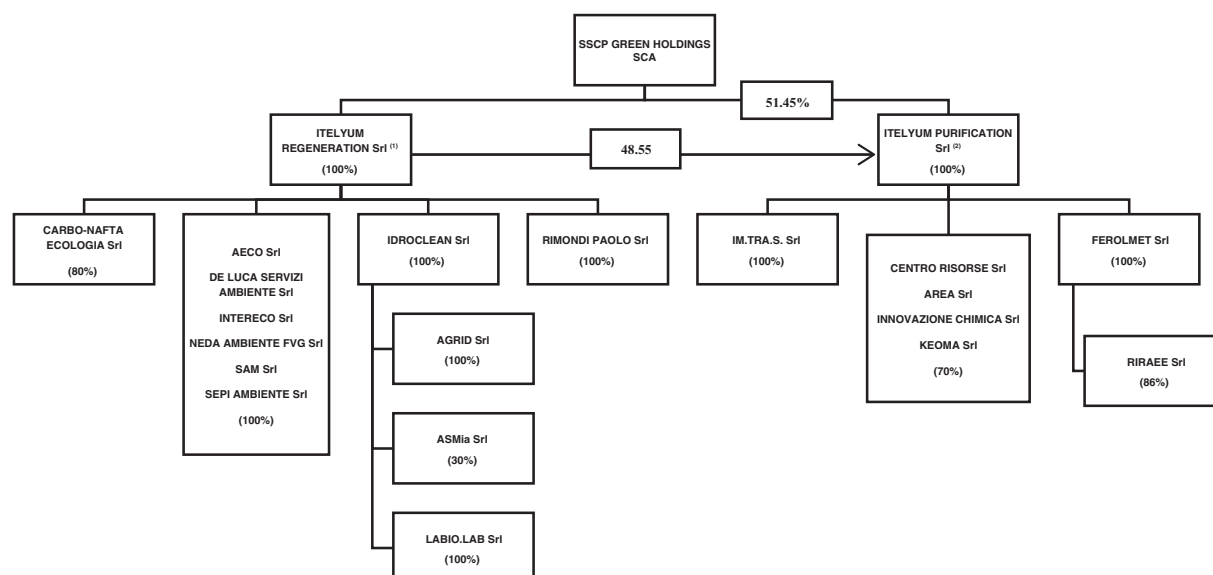 SSCP GREEN HOLDINGS
SCA
51.45%
ITELYUM
REGENERATION Srl (1)
(100%)
48.55
ITELYUM PURIFICATION
Srl (2)
(100%)
CARBO-NAFTA
ECOLOGIA Srl
(80%)
AECO Srl
DE LUCA SERVIZI
AMBIENTE Srl
INTERECO Srl
NEDA AMBIENTE FVG Srl
SAM Srl
SEPI AMBIENTE Srl
(100%)
IDROCLEAN Srl
(100%)
RIMONDI PAOLO Srl
(100%)
IM.TRA.S. Srl
(100%)
CENTRO RISORSE Srl
AREA Srl
INNOVAZIONE CHIMICA Srl
KEOMA Srl
(70%)
FEROLMET Srl
(100%)
AGRID Srl
(100%)
RIRAEE Srl
(86%)
ASMia Srl
(30%)
LABIO.LAB Srl
(100%)